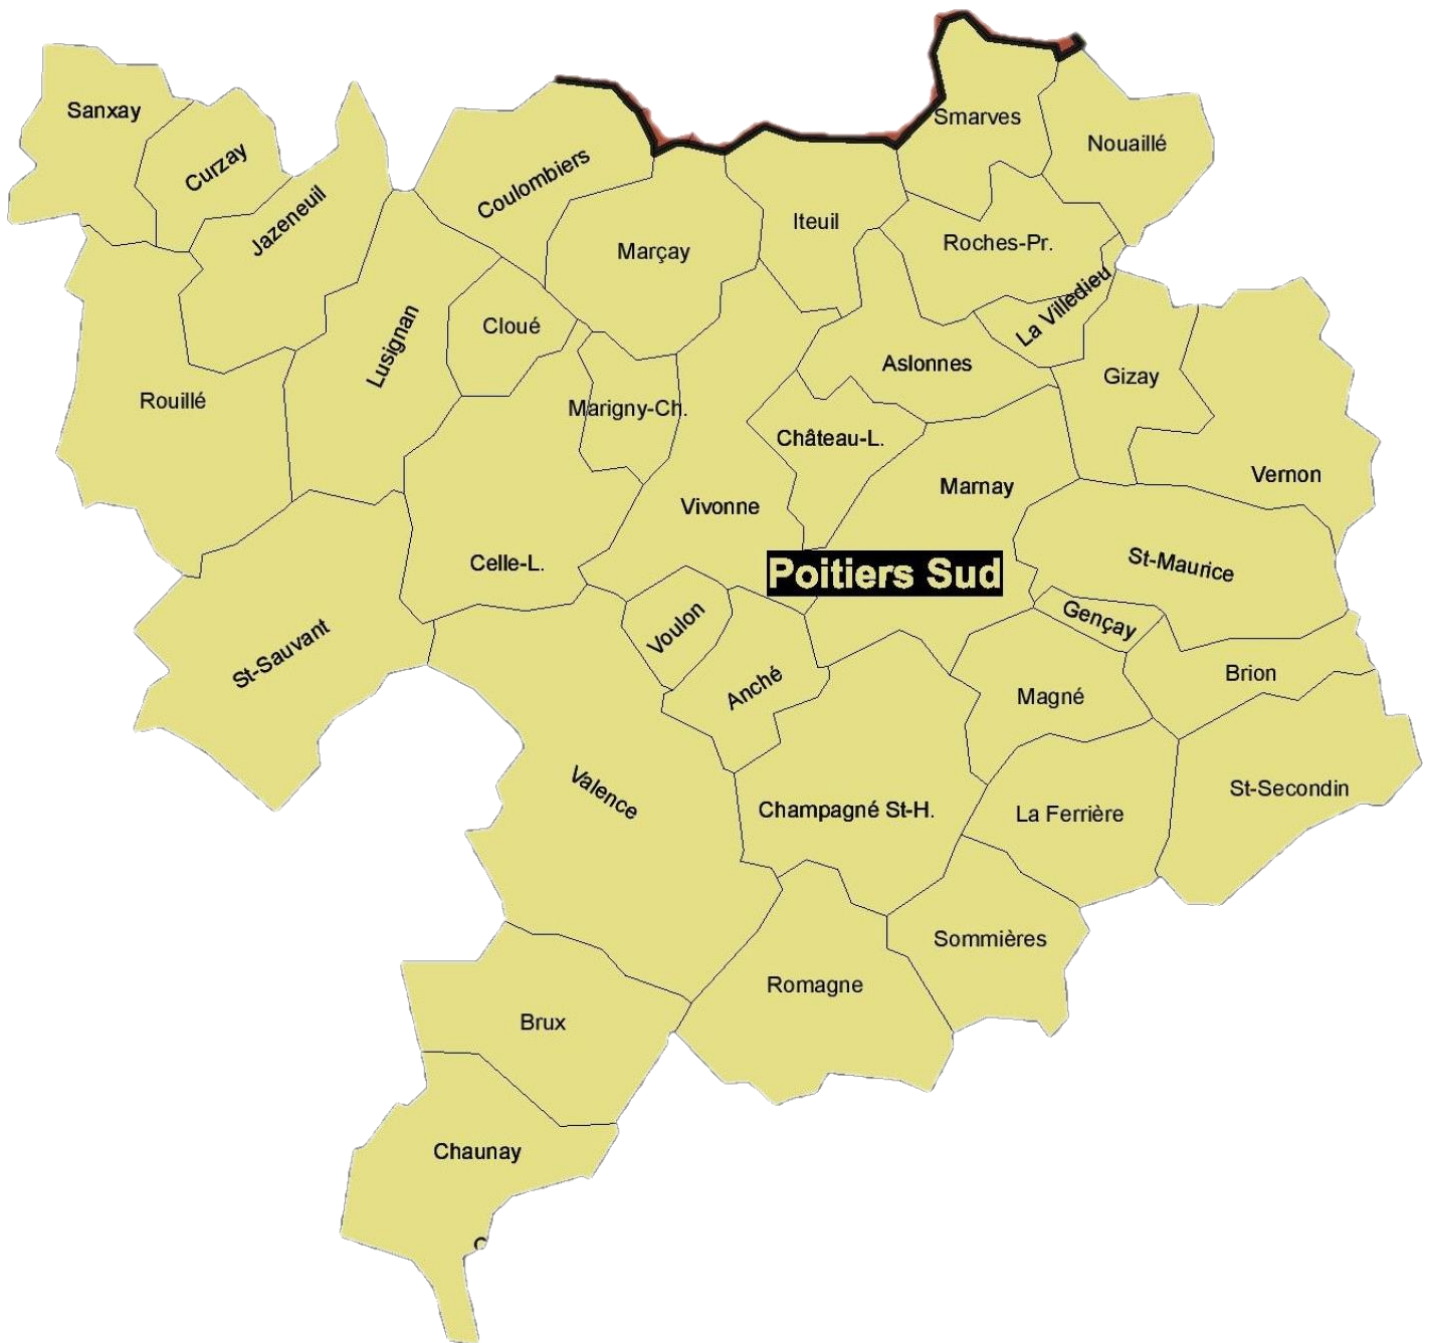 Sanxay
Smarves
Nouaillé
Curzay
Coulombiers
Jazeneuil
Iteuil
Roches-Pr.
Marçay
La Villedieu
Cloué
Lusignan
Aslonnes
Gizay
Rouillé
Marigny-Ch.
Château-L.
Vernon
Marnay
Vivonne
Celle-L.
St-Maurice
Poitiers Sud
Gençay
Voulon
St-Sauvant
Brion
Anché
Magné
Valence
St-Secondin
Champagné St-H.
La Ferrière
Sommières
Romagne
Brux
Chaunay